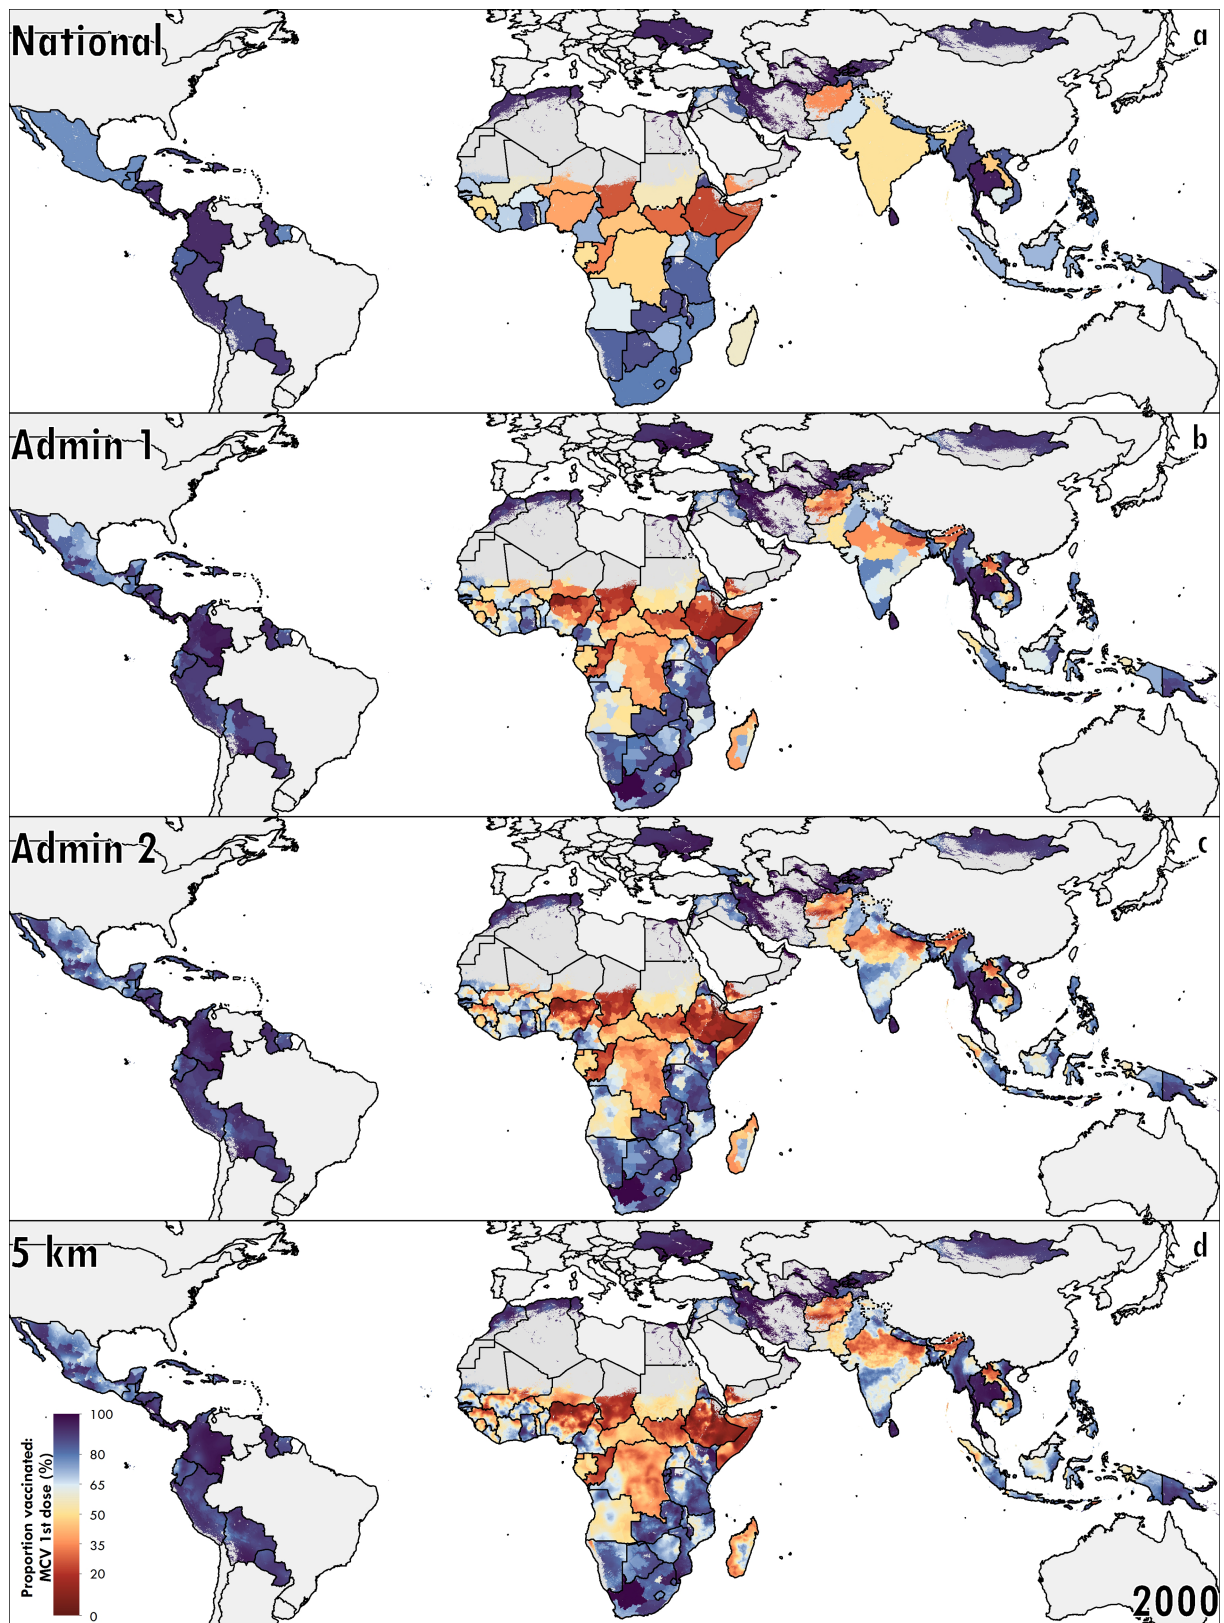 National
a
Admin 1
b
Admin 2
c
5 km
d
Proportion vaccinated:
MCV 1st dose (%)
100
80
65
50
35
20
0
2000